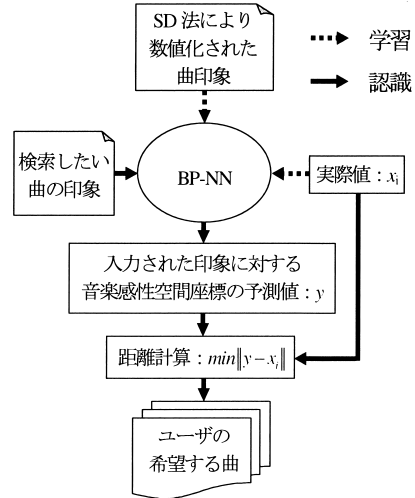 SD 法により
数値化された
曲印象
学習
認識
検索したい
曲の印象
BP-NN
実際値：xi
入力された印象に対する
音楽感性空間座標の予測値：y
距離計算：min‖y−xi‖
ユーザの
希望する曲